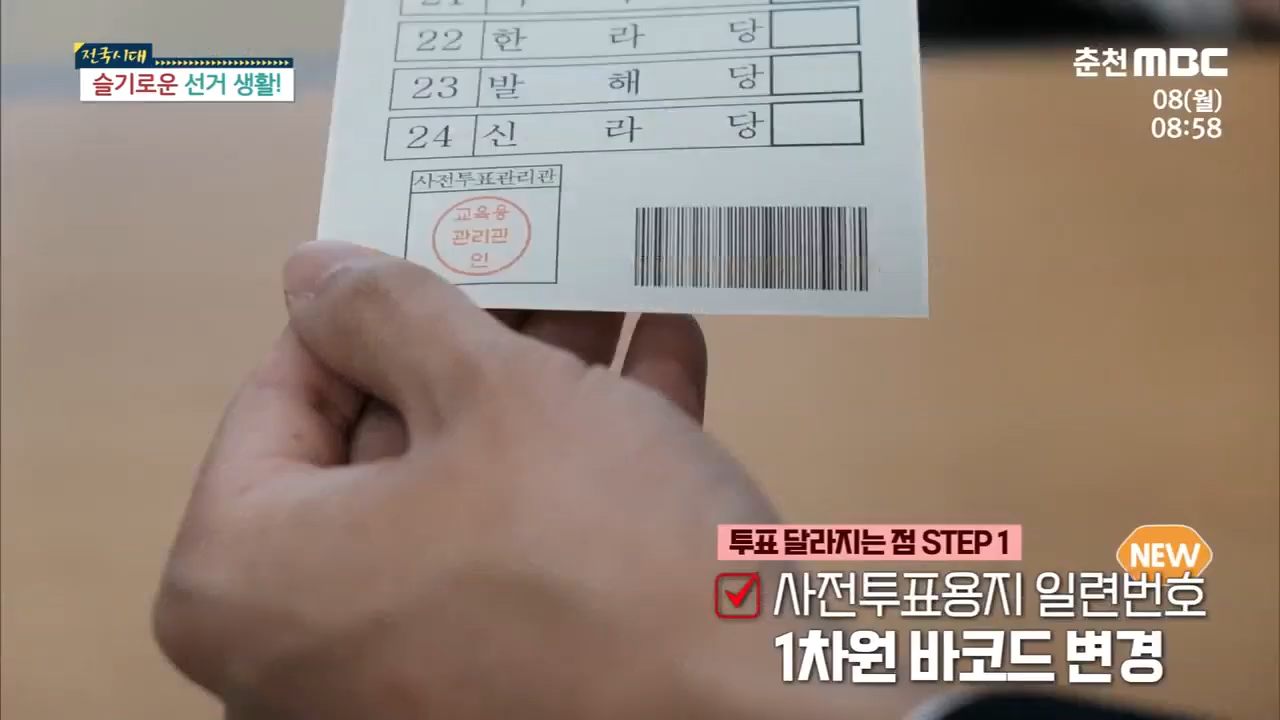 전국시대
슬기로운 선거 생활!
춘천MBC
08(월)
08:58
22 한 라 당
23 발 해 당
24 신 라 당
사전투표관리관
교육용
관리관
인
투표 달라지는 점 STEP 1
NEW
사전투표용지 일련번호
1차원 바코드 변경